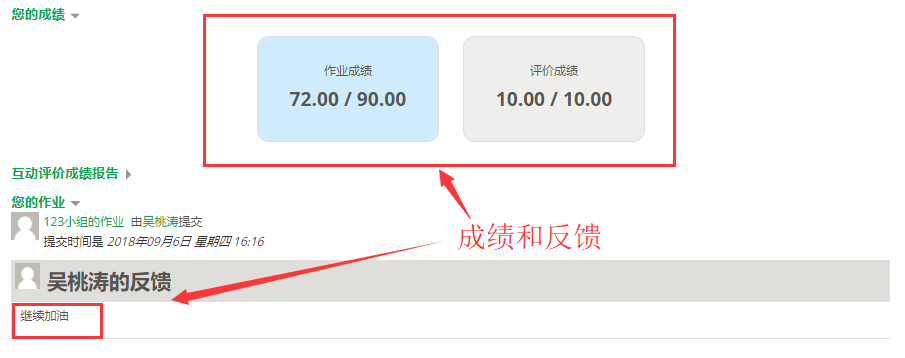 您的成绩
作业成绩
72.00 / 90.00
评价成绩
10.00 / 10.00
互动评价成绩报告
您的作业
123小组的作业 由吴桃涛提交
提交时间是 2018年09月6日 星期四 16:16
成绩和反馈
吴桃涛的反馈
继续加油